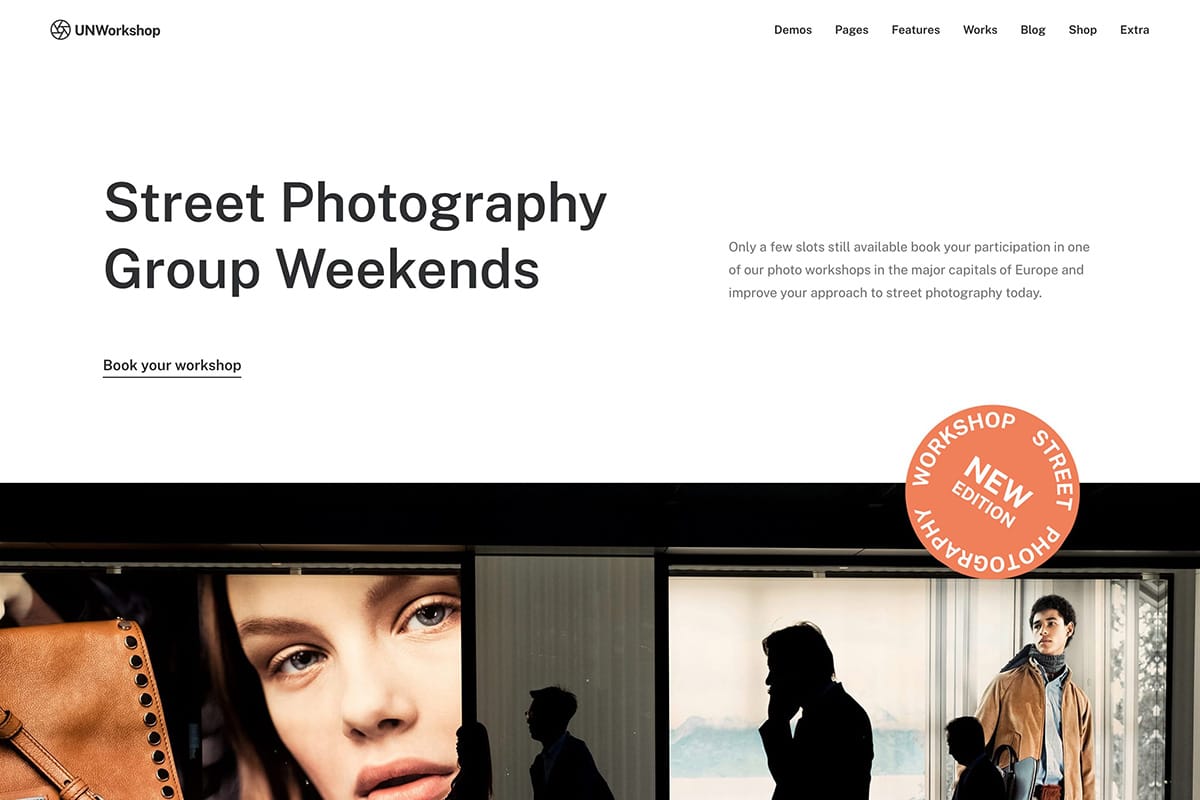 UNWorkshop
Demos Pages Features Works Blog Shop Extra
Street Photography
Group Weekends
Only a few slots still available book your participation in one
of our photo workshops in the major capitals of Europe and
improve your approach to street photography today.
Book your workshop
WORKSHOP STREET PHOTOGRAPHY
NEW
EDITION